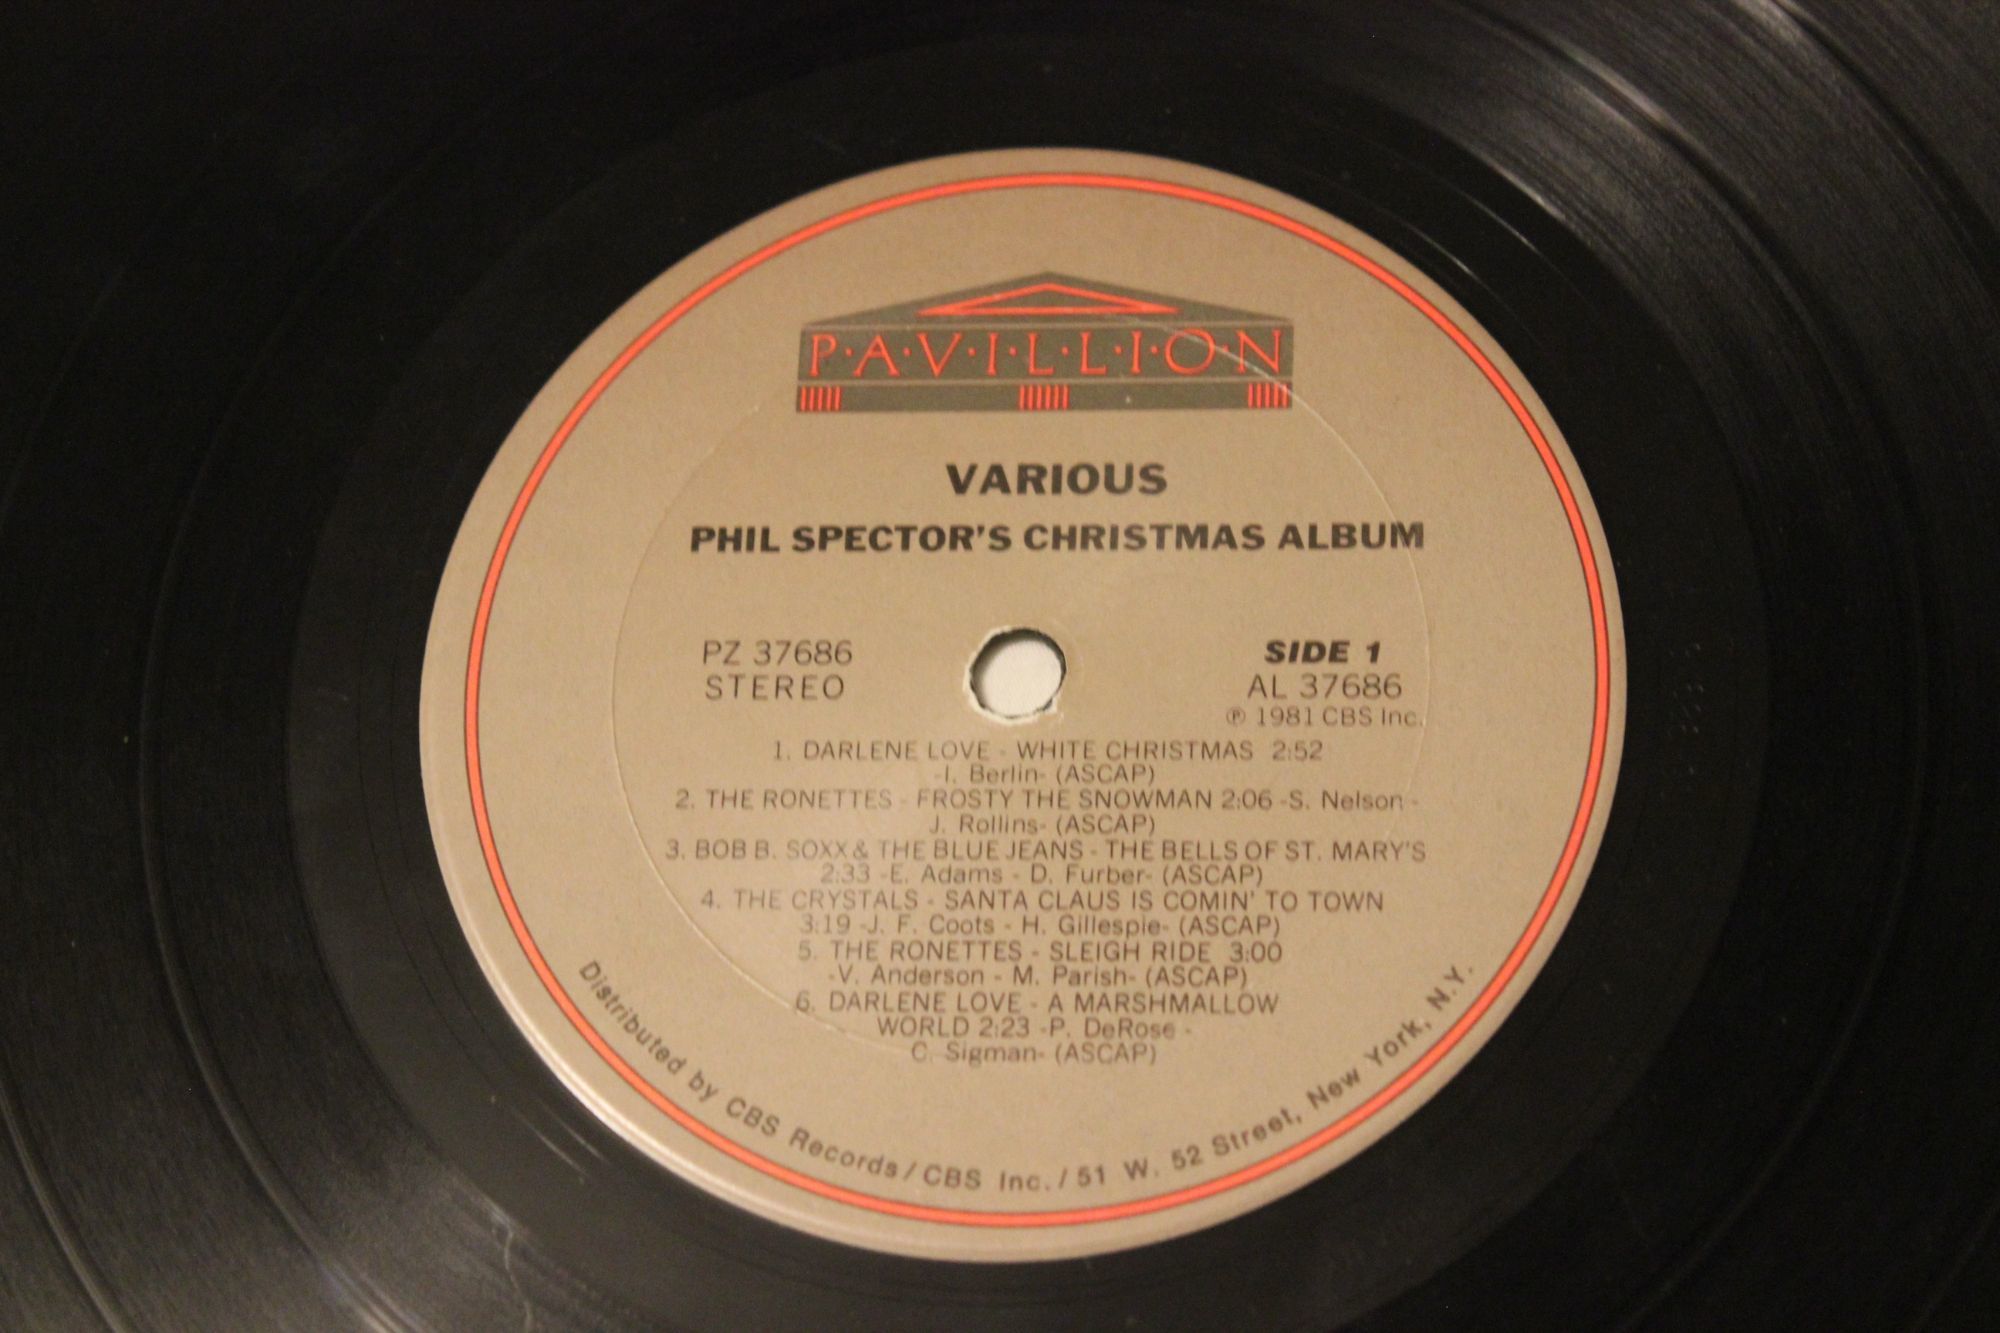 P·A·V·I·L·L·I·O·N
VARIOUS
PHIL SPECTOR'S CHRISTMAS ALBUM
PZ 37686
STEREO
SIDE 1
AL 37686
℗ 1981 CBS Inc.
1. DARLENE LOVE - WHITE CHRISTMAS 2:52
-I. Berlin- (ASCAP)
2. THE RONETTES - FROSTY THE SNOWMAN 2:06 -S. Nelson -
J. Rollins- (ASCAP)
3. BOB B. SOXX & THE BLUE JEANS - THE BELLS OF ST. MARY'S
2:33 -E. Adams - D. Furber- (ASCAP)
4. THE CRYSTALS - SANTA CLAUS IS COMIN' TO TOWN
3:19 -J. F. Coots - H. Gillespie- (ASCAP)
5. THE RONETTES - SLEIGH RIDE 3:00
-V. Anderson - M. Parish- (ASCAP)
6. DARLENE LOVE - A MARSHMALLOW
WORLD 2:23 -P. DeRose -
C. Sigman- (ASCAP)
Distributed by CBS Records / CBS Inc. / 51 W. 52 Street, New York, N.Y.